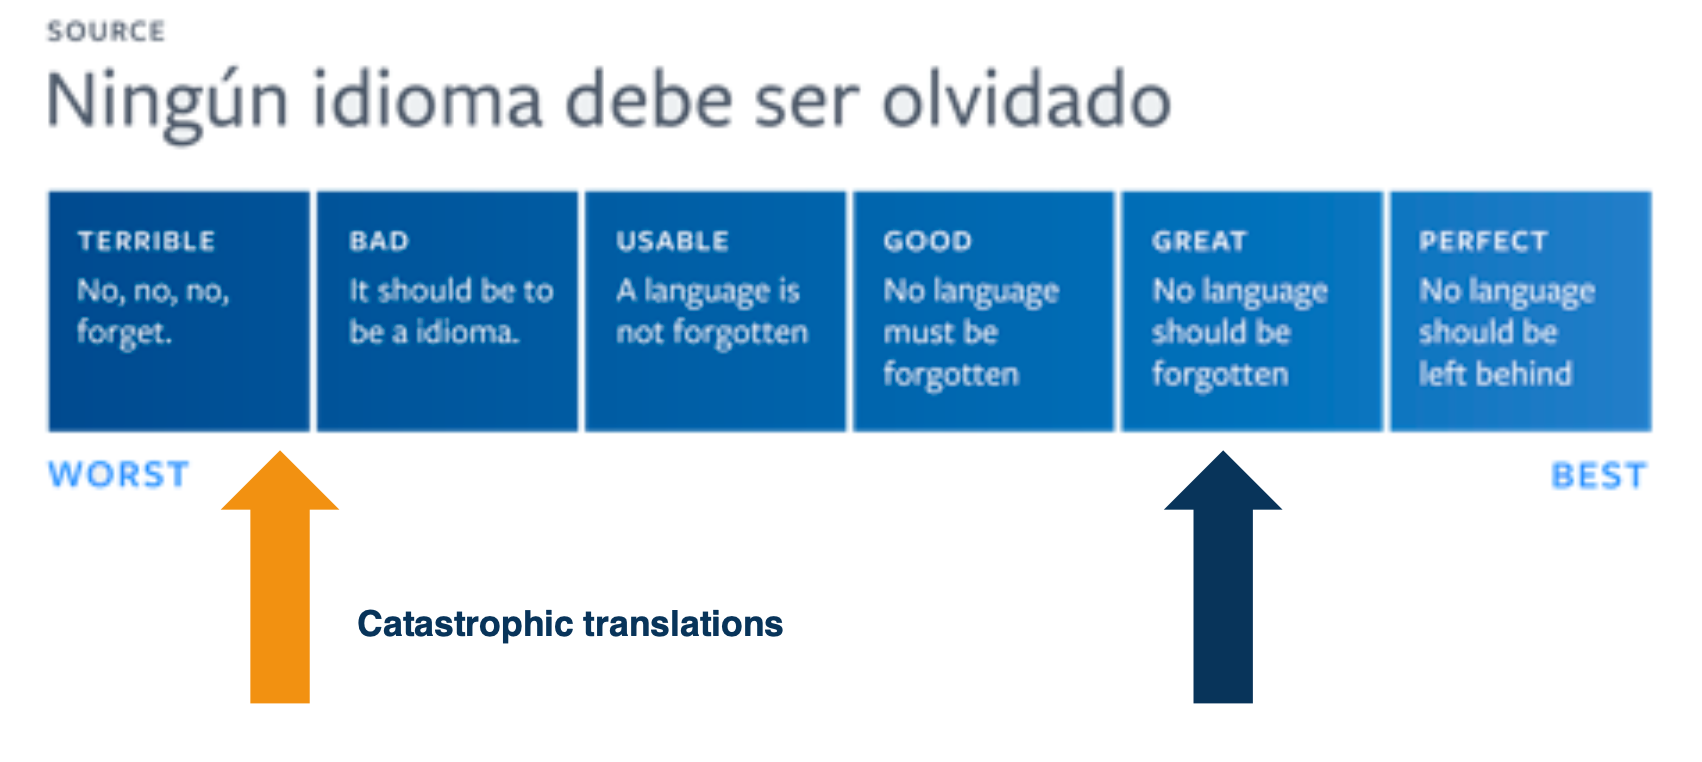 SOURCE
Ningún idioma debe ser olvidado
TERRIBLE
No, no, no,
forget.
BAD
It should be to
be a idioma.
USABLE
A language is
not forgotten
GOOD
No language
must be
forgotten
GREAT
No language
should be
forgotten
PERFECT
No language
should be
left behind
WORST
BEST
Catastrophic translations